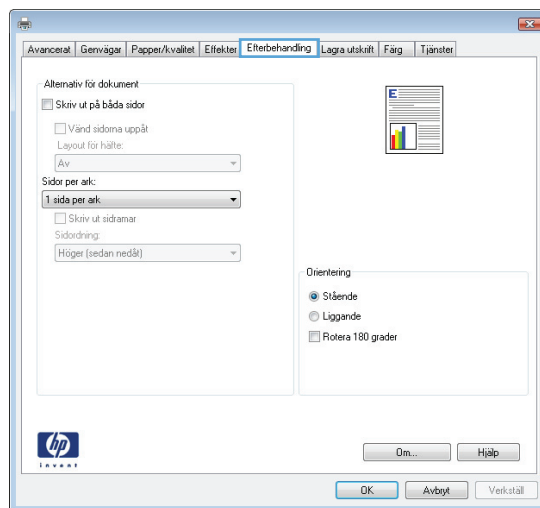 Avancerat Genvägar Papper/kvalitet Effekter Efterbehandling Lagra utskrift Färg Tjänster
Alternativ för dokument
Skriv ut på båda sidor
Vänd sidorna uppåt
Layout för häfte:
Av
Sidor per ark:
1 sida per ark
Skriv ut sidramar
Sidordning:
Höger (sedan nedåt)
E
Orientering
Stående
Liggande
Rotera 180 grader
hp
invent
Om... Hjälp
OK Avbryt Verkställ